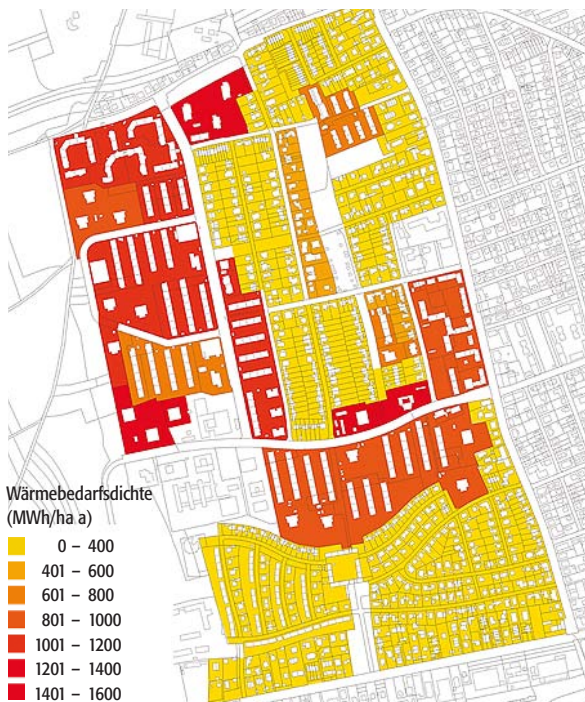 Wärmebedarfsdichte
(MWh/ha a)
0 – 400
401 – 600
601 – 800
801 – 1000
1001 – 1200
1201 – 1400
1401 – 1600